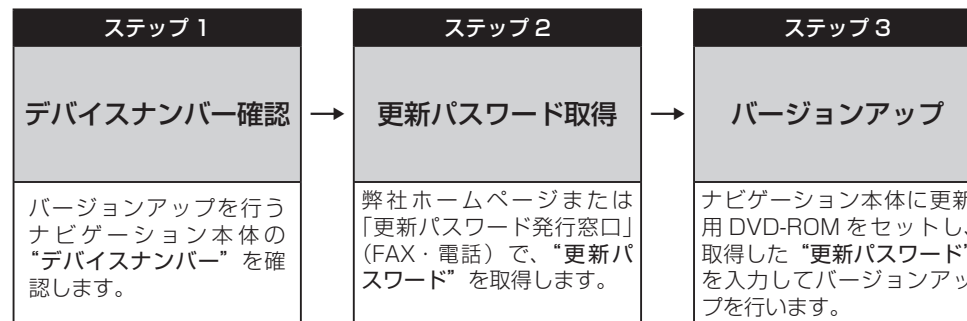 ステップ 1
デバイスナンバー確認
バージョンアップを行う
ナビゲーション本体の
“デバイスナンバー”を確
認します。
→
ステップ 2
更新パスワード取得
弊社ホームページまたは
「更新パスワード発行窓口」
(FAX・電話)で、“更新パ
スワード”を取得します。
→
ステップ 3
バージョンアップ
ナビゲーション本体に更新
用 DVD-ROM をセットし、
取得した“更新パスワード”
を入力してバージョンアッ
プを行います。